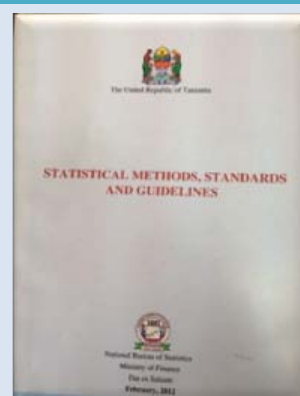 The United Republic of Tanzania
STATISTICAL METHODS, STANDARDS
AND GUIDELINES
National Bureau of Statistics
Ministry of Finance
Dar es Salaam
February, 2012